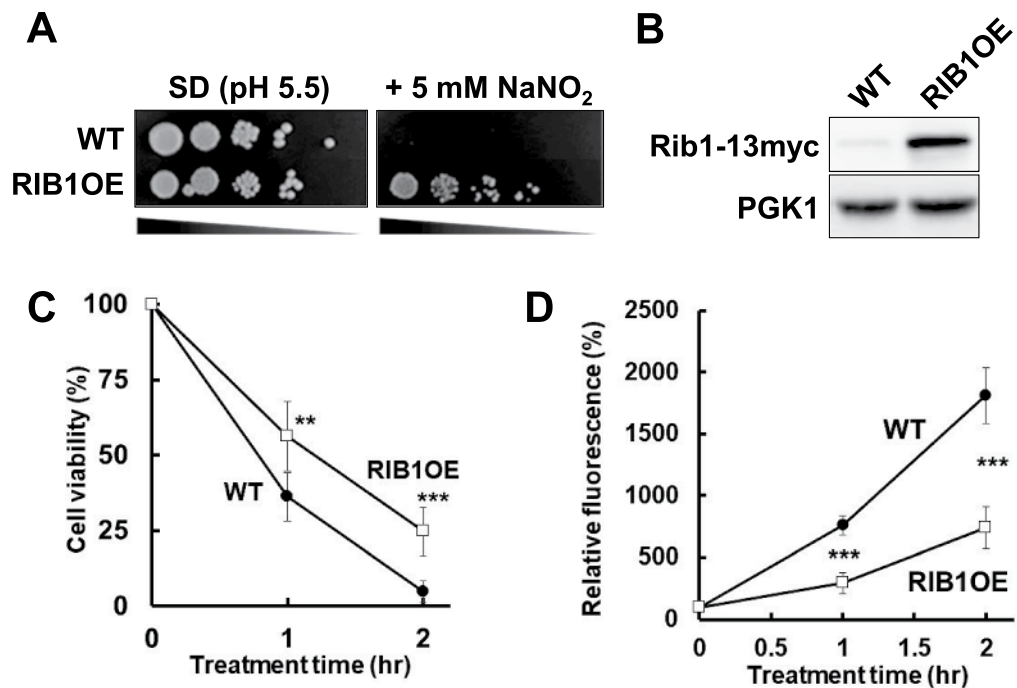 A
SD (pH 5.5)
+ 5 mM NaNO₂
WT
RIB1OE
B
WT
RIB1OE
Rib1-13myc
PGK1
C
Cell viability (%)
100
75
50
25
0
**
RIB1OE
***
WT
0
1
2
Treatment time (hr)
D
Relative fluorescence (%)
2500
2000
1500
1000
500
0
WT
***
***
RIB1OE
0
0.5
1
1.5
2
Treatment time (hr)